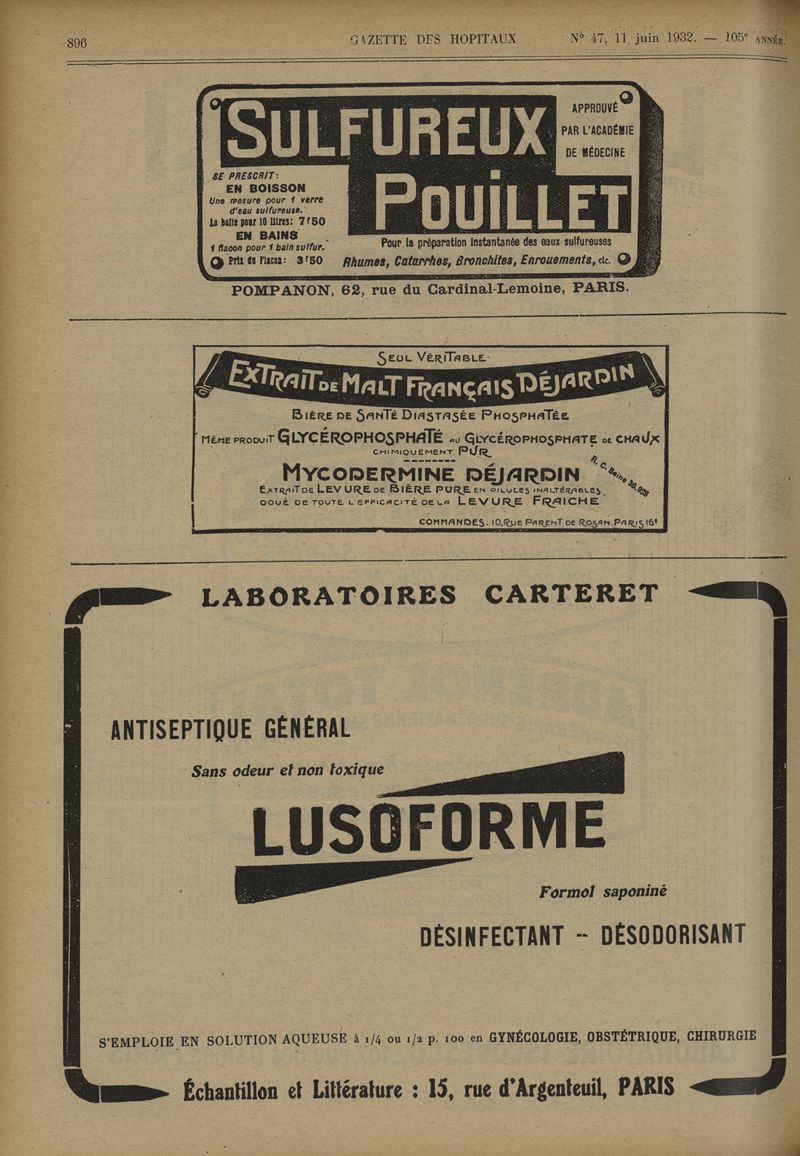 896
GAZETTE DES HOPITAUX
N° 47, 11 juin 1932. — 105e ANNÉE.
SULFUREUX
POUILLET
APPROUVÉ
PAR L'ACADÉMIE
DE MÉDECINE
SE PRESCRIT:
EN BOISSON
Une mesure pour 1 verre
d'eau sulfureuse.
La boîte pour 10 litres: 7f50
EN BAINS
1 flacon pour 1 bain sulfur.
Prix du Flacon: 3f50
Pour la préparation instantanée des eaux sulfureuses
Rhumes, Catarrhes, Bronchites, Enrouements, etc.
POMPANON, 62, rue du Cardinal-Lemoine, PARIS.
SEUL VÉRITABLE
EXTRAIT DE MALT FRANÇAIS DÉJARDIN
BIÈRE DE SANTÉ DIASTASÉE PHOSPHATÉE
MÊME PRODUIT GLYCÉROPHOSPHATÉ AU GLYCÉROPHOSPHATE DE CHAUX
CHIMIQUEMENT PUR
MYCODERMINE DÉJARDIN
R. C. Seine 36.829
EXTRAIT DE LEVURE DE BIÈRE PURE EN PILULES INALTÉRABLES
DOUÉ DE TOUTE L'EFFICACITÉ DE LA LEVURE FRAICHE
COMMANDES: 10, RUE PARENT DE ROSAN. PARIS 16e
LABORATOIRES CARTERET
ANTISEPTIQUE GÉNÉRAL
Sans odeur et non toxique
LUSOFORME
Formol saponiné
DÉSINFECTANT -- DÉSODORISANT
S'EMPLOIE EN SOLUTION AQUEUSE à 1/4 ou 1/2 p. 100 en GYNÉCOLOGIE, OBSTÉTRIQUE, CHIRURGIE
Échantillon et Littérature : 15, rue d'Argenteuil, PARIS